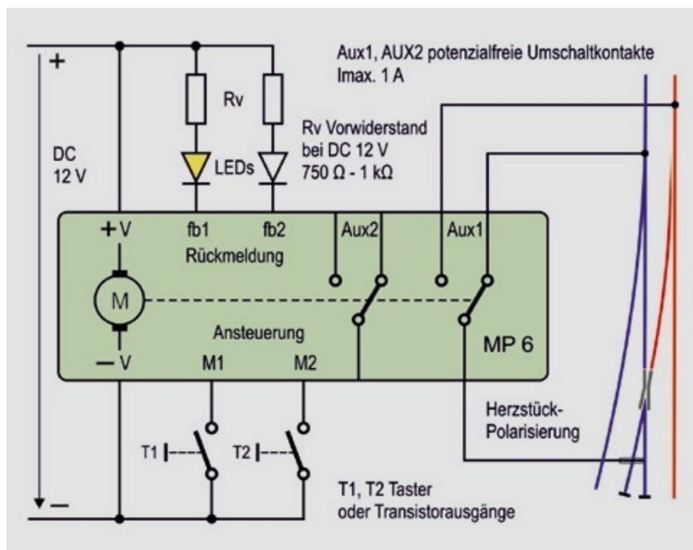 Aux1, AUX2 potenzialfreie Umschaltkontakte
Imax. 1 A
+
DC
12 V
Rv
Rv Vorwiderstand
bei DC 12 V
750 Ω - 1 kΩ
LEDs
+ V
fb1
fb2
Aux2
Aux1
Rückmeldung
M
Ansteuerung
MP 6
− V
M1
M2
Herzstück-
Polarisierung
T1
T2
T1, T2 Taster
oder Transistorausgänge
−